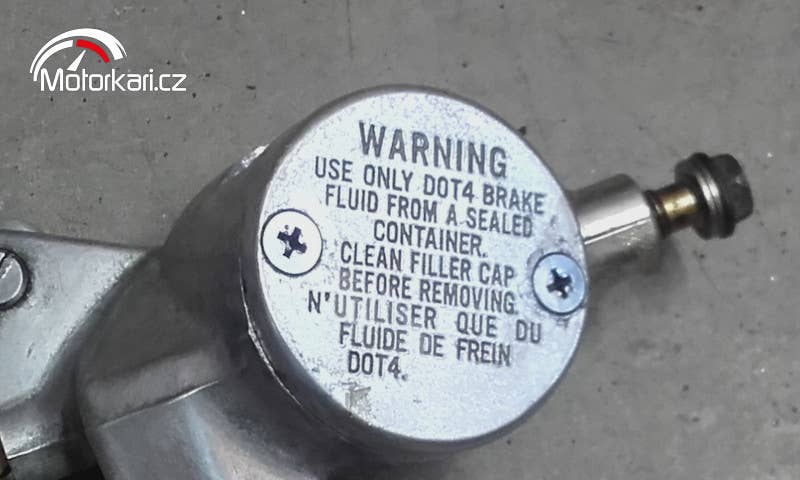 Motorkari.cz
WARNING
USE ONLY DOT4 BRAKE
FLUID FROM A SEALED
CONTAINER.
CLEAN FILLER CAP
BEFORE REMOVING.
N'UTILISER QUE DU
FLUIDE DE FREIN
DOT4.